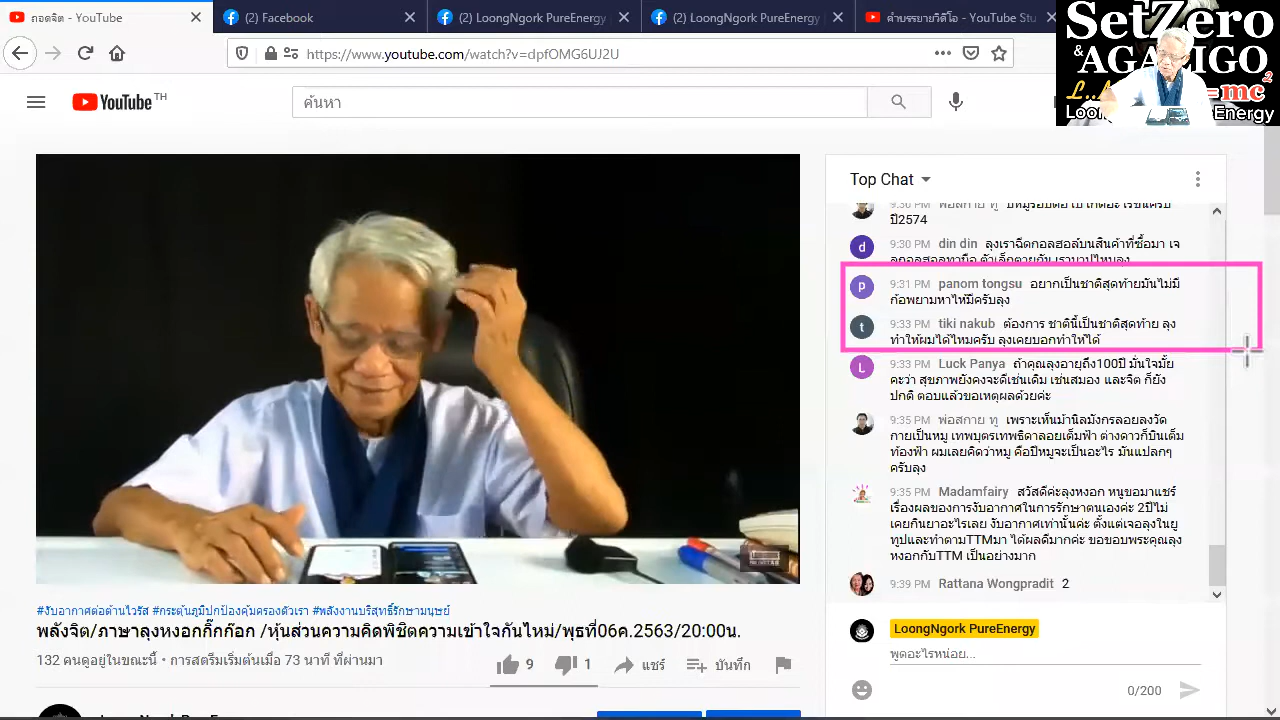 ถอดจิต - YouTube
(2) Facebook
(2) LoongNgork PureEnergy
(2) LoongNgork PureEnergy
คำบรรยายวิดีโอ - YouTube Stu
SetZero
& AGALIGO
=mc2
Energy
https://www.youtube.com/watch?v=dpfOMG6UJ2U
YouTube TH
ค้นหา
Top Chat
9:30 PM พ่อสกาย ทู
ปี2574
9:30 PM din din ลุงเราฉีดกอลฮอล์บนสินค้าที่ซื้อมา เจ
9:31 PM panom tongsu อยากเป็นชาติสุดท้ายมันไม่มี
ก้อพยามหาใหมีครับลุง
9:33 PM tiki nakub ต้องการ ชาตินี้เป็นชาติสุดท้าย ลุง
ทำให้ผมได้ไหมครับ ลุงเคยบอกทำให้ได้
9:33 PM Luck Panya ถ้าคุณลุงอายุถึง100ปี มั่นใจมั้ย
คะว่า สุขภาพยังคงจะดีเช่นเดิม เช่นสมอง และจิต ก็ยัง
ปกติ ตอบแล้วขอเหตุผลด้วยค่ะ
9:35 PM พ่อสกาย ทู เพราะเห็นม้านิลมังกรลอยลงวัด
กายเป็นหมู เทพบุตรเทพธิดาลอยเต็มฟ้า ต่างดาวก็บินเต็ม
ท้องฟ้า ผมเลยคิดว่าหมู คือปีหมูจะเป็นอะไร มันแปลกๆ
ครับลุง
9:35 PM Madamfairy สวัสดีค่ะลุงหงอก หนูขอมาแชร์
เรื่องผลของการงับอากาศในการรักษาตนเองค่ะ 2ปีไม่
เคยกินยาอะไรเลย งับอากาศเท่านั้นค่ะ ตั้งแต่เจอลุงในยู
ทูปและทำตามTTMมา ได้ผลดีมากค่ะ ขอขอบพระคุณลุง
หงอกกับTTM เป็นอย่างมาก
9:39 PM Rattana Wongpradit 2
LoongNgork PureEnergy
พูดอะไรหน่อย...
0/200
#งับอากาศต่อต้านไวรัส #กระตุ้นภูมิปกป้องคุ้มครองตัวเรา #พลังงานบริสุทธิ์รักษามนุษย์
พลังจิต/ภาษาลุงหงอกกิ๊กก๊อก /หุ้นส่วนความคิดพิชิตความเข้าใจกันใหม่/พุธที่06ค.2563/20:00น.
132 คนดูอยู่ในขณะนี้ • การสตรีมเริ่มต้นเมื่อ 73 นาที ที่ผ่านมา
9
1
แชร์
บันทึก